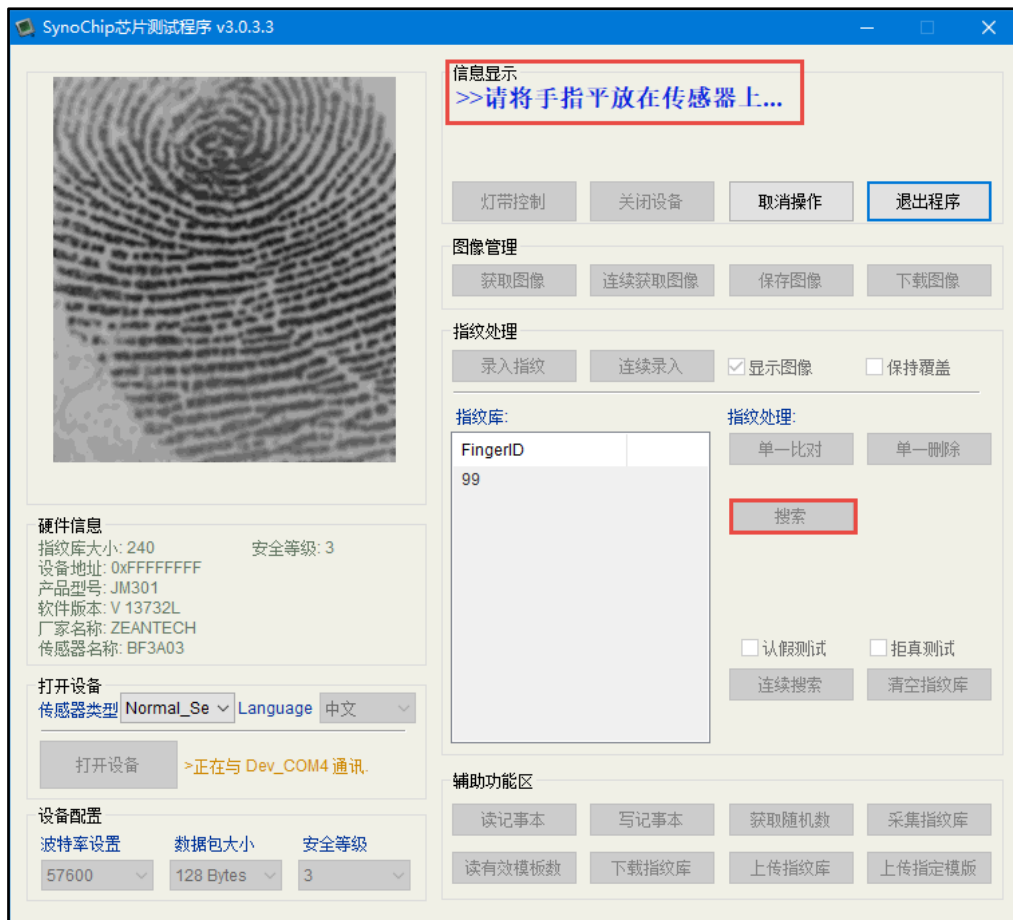 SynoChip芯片测试程序 v3.0.3.3
信息显示
>>请将手指平放在传感器上...
灯带控制 关闭设备 取消操作 退出程序
图像管理
获取图像 连续获取图像 保存图像 下载图像
指纹处理
录入指纹 连续录入 显示图像 保持覆盖
指纹库: 指纹处理:
FingerID
99
单一比对 单一删除
搜索
认假测试 拒真测试
连续搜索 清空指纹库
硬件信息
指纹库大小: 240 安全等级: 3
设备地址: 0xFFFFFFFF
产品型号: JM301
软件版本: V 13732L
厂家名称: ZEANTECH
传感器名称: BF3A03
打开设备
传感器类型 Normal_Se Language 中文
打开设备 >正在与 Dev_COM4 通讯.
设备配置
波特率设置 数据包大小 安全等级
57600 128 Bytes 3
辅助功能区
读记事本 写记事本 获取随机数 采集指纹库
读有效模板数 下载指纹库 上传指纹库 上传指定模版